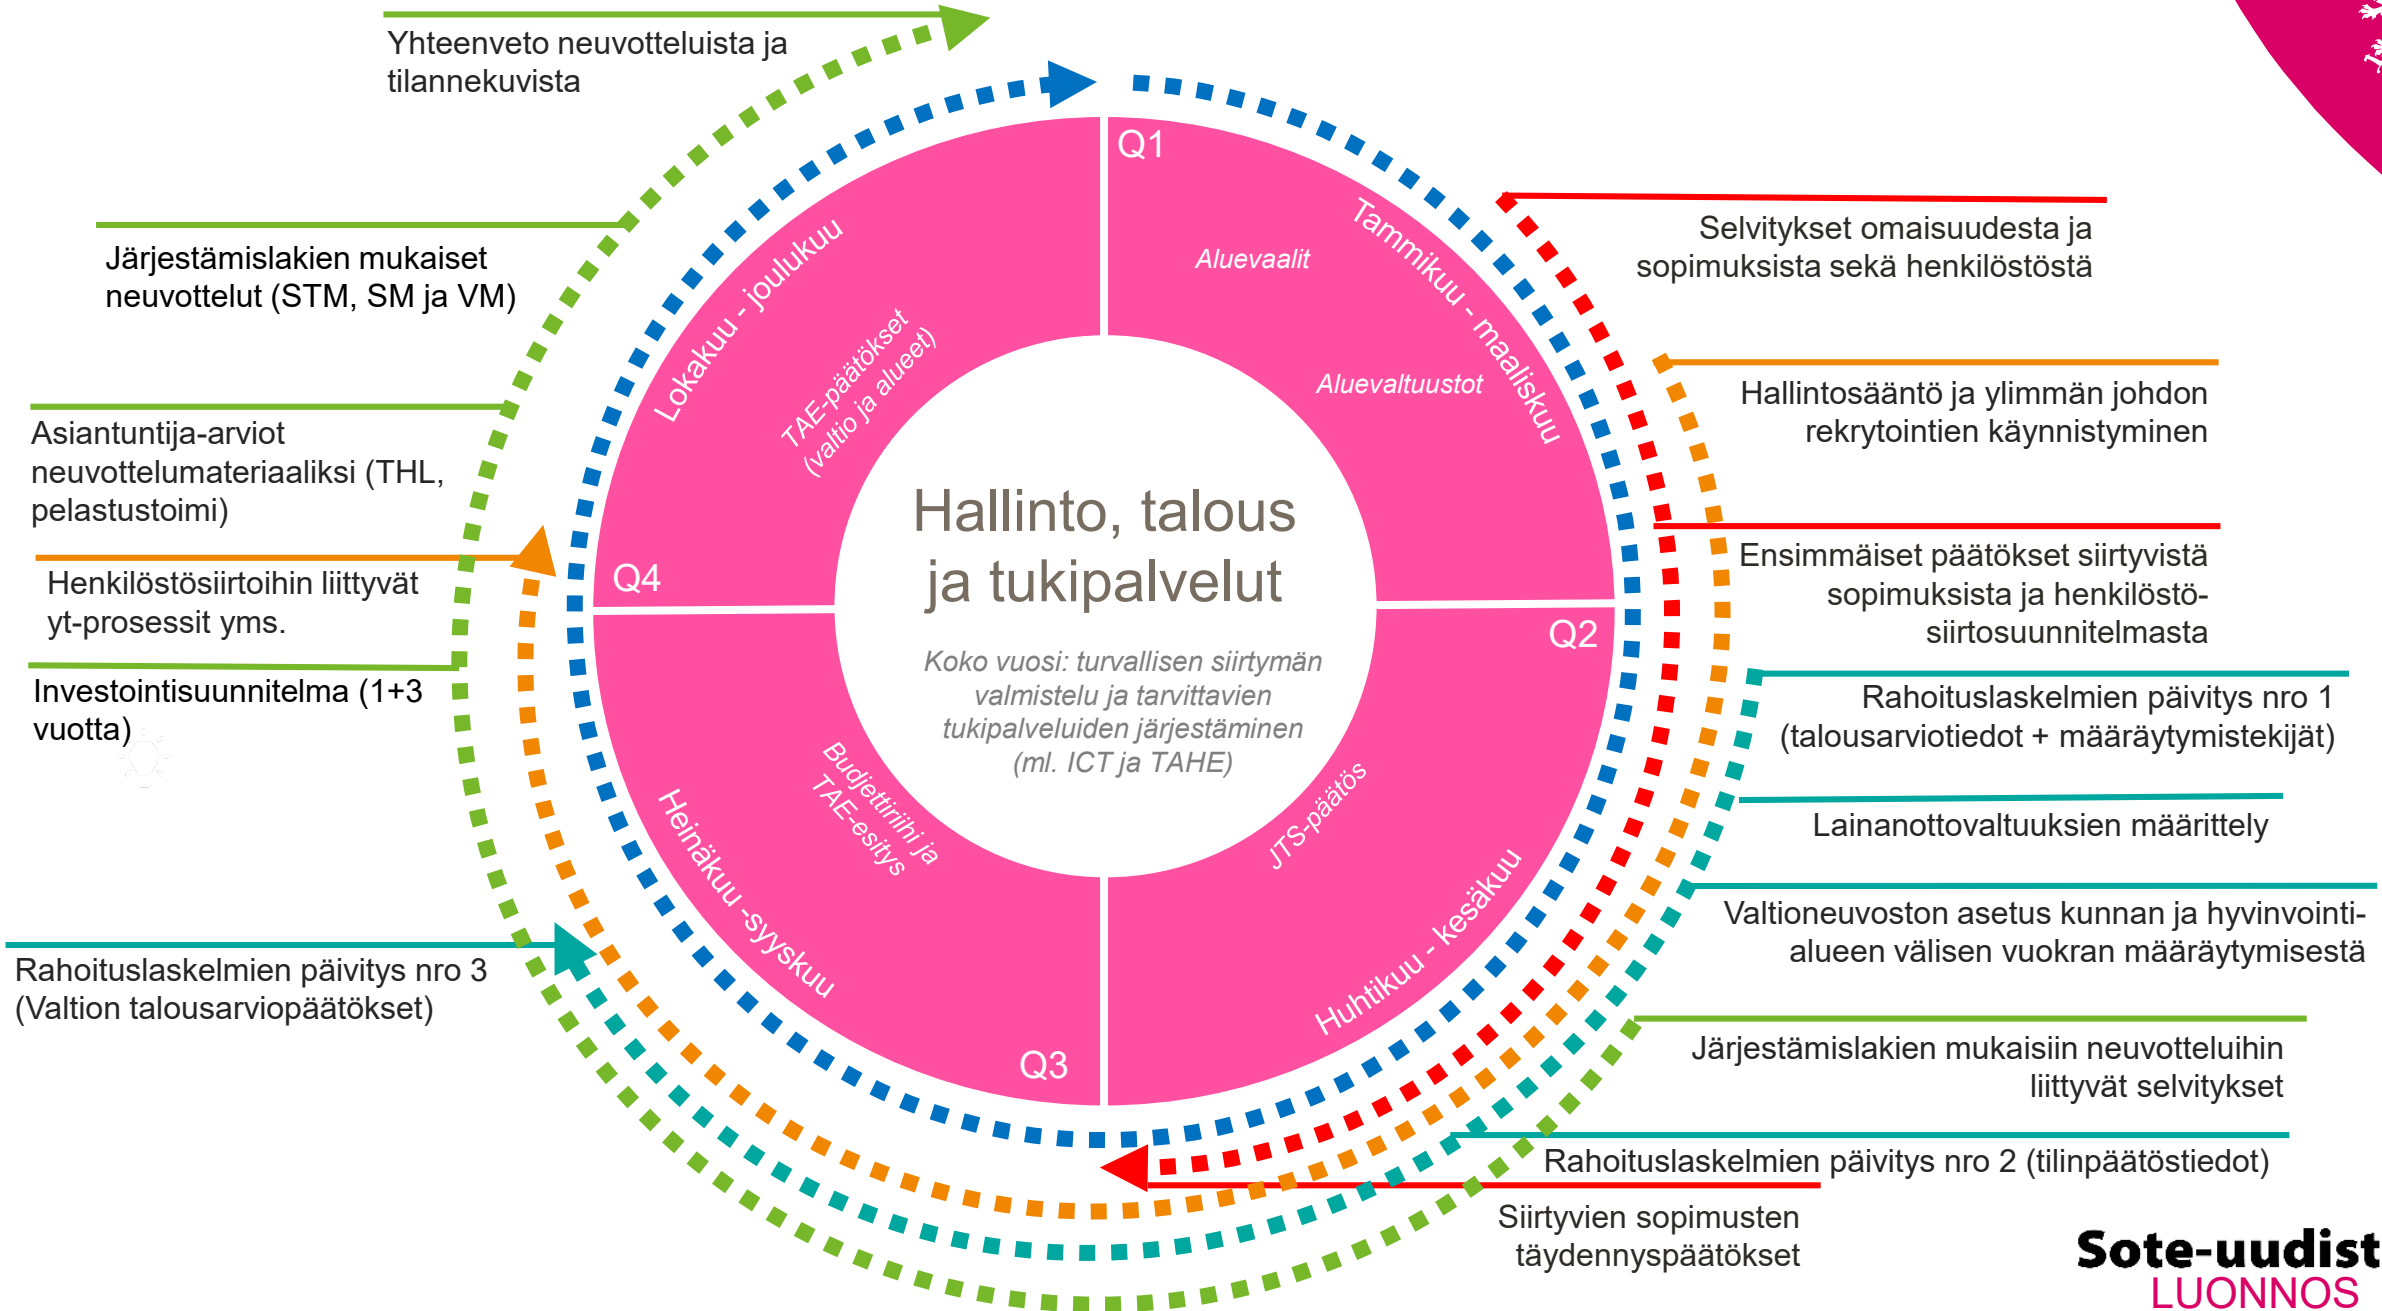 Yhteenveto neuvotteluista ja
tilannekuvista
Järjestämislakien mukaiset
neuvottelut (STM, SM ja VM)
Asiantuntija-arviot
neuvottelumateriaaliksi (THL,
pelastustoimi)
Henkilöstösiirtoihin liittyvät
yt-prosessit yms.
Investointisuunnitelma (1+3
vuotta)
Rahoituslaskelmien päivitys nro 3
(Valtion talousarviopäätökset)
Q1
Tammikuu - maaliskuu
Aluevaalit
Aluevaltuustot
Lokakuu - joulukuu
TAE-päätökset
(valtio ja alueet)
Q4
Hallinto, talous
ja tukipalvelut
Koko vuosi: turvallisen siirtymän
valmistelu ja tarvittavien
tukipalveluiden järjestäminen
(ml. ICT ja TAHE)
Q2
JTS-päätös
Huhtikuu - kesäkuu
Budjettiriihi ja
TAE-esitys
Heinäkuu -syyskuu
Q3
Selvitykset omaisuudesta ja
sopimuksista sekä henkilöstöstä
Hallintosääntö ja ylimmän johdon
rekrytointien käynnistyminen
Ensimmäiset päätökset siirtyvistä
sopimuksista ja henkilöstö-
siirtosuunnitelmasta
Rahoituslaskelmien päivitys nro 1
(talousarviotiedot + määräytymistekijät)
Lainanottovaltuuksien määrittely
Valtioneuvoston asetus kunnan ja hyvinvointi-
alueen välisen vuokran määräytymisestä
Järjestämislakien mukaisiin neuvotteluihin
liittyvät selvitykset
Rahoituslaskelmien päivitys nro 2 (tilinpäätöstiedot)
Siirtyvien sopimusten
täydennyspäätökset
Sote-uudist
LUONNOS